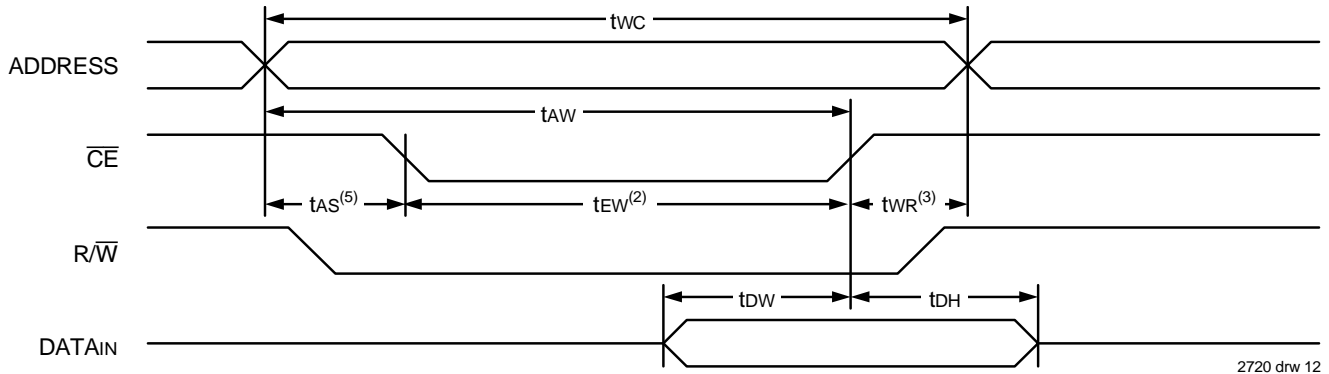 tWC
ADDRESS
tAW
CE
tAS(5)
tEW(2)
tWR(3)
R/W
tDW
tDH
DATAIN
2720 drw 12